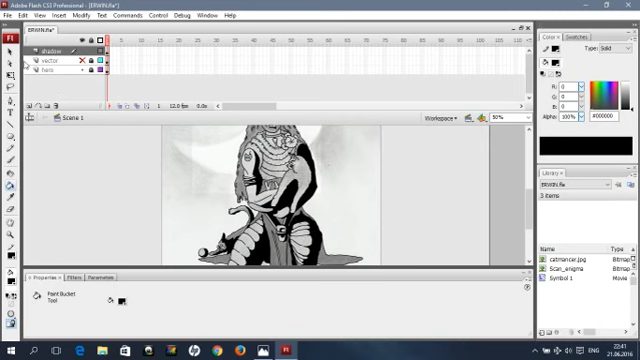 Adobe Flash CS3 Professional - [ERWIN.fla*]
File Edit View Insert Modify Text Commands Control Debug Window Help
ERWIN.fla*
5 10 15 20 25 30 35 40 45 50 55 60 65 70 75 80 85 90
shadow
vector
hero
1 12.0 fps 0.0s
Scene 1
Workspace
50%
Color Swatches
Type: Solid
R: 0
G: 0
B: 0
Alpha: 100%
#000000
Library
ERWIN.fla
3 items
Name Type
catmancer.jpg Bitmap
Scan_enigma Bitmap
Symbol 1 Movie
Properties Filters Parameters
Paint Bucket
Tool
ENG
22:41
21.06.2016